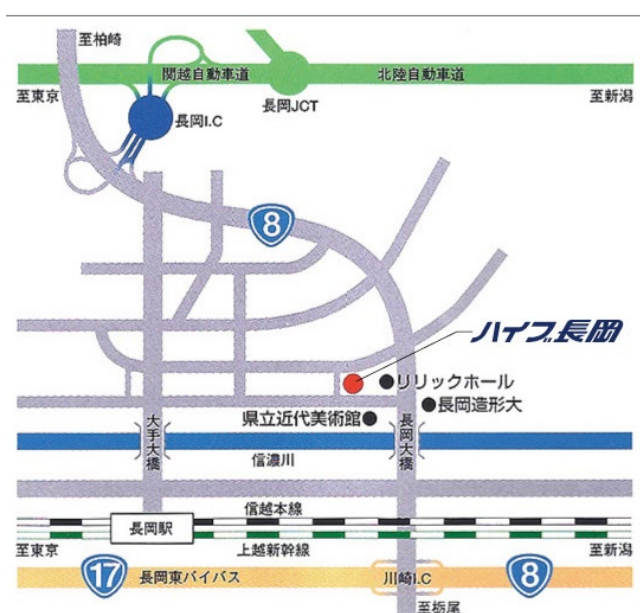 至柏崎
関越自動車道
北陸自動車道
至東京
長岡JCT
至新潟
長岡I.C
8
ハイブ長岡
リリックホール
長岡造形大
県立近代美術館
大手大橋
長岡大橋
信濃川
信越本線
長岡駅
至東京
上越新幹線
至新潟
17
長岡東バイパス
川崎I.C
8
至栃尾